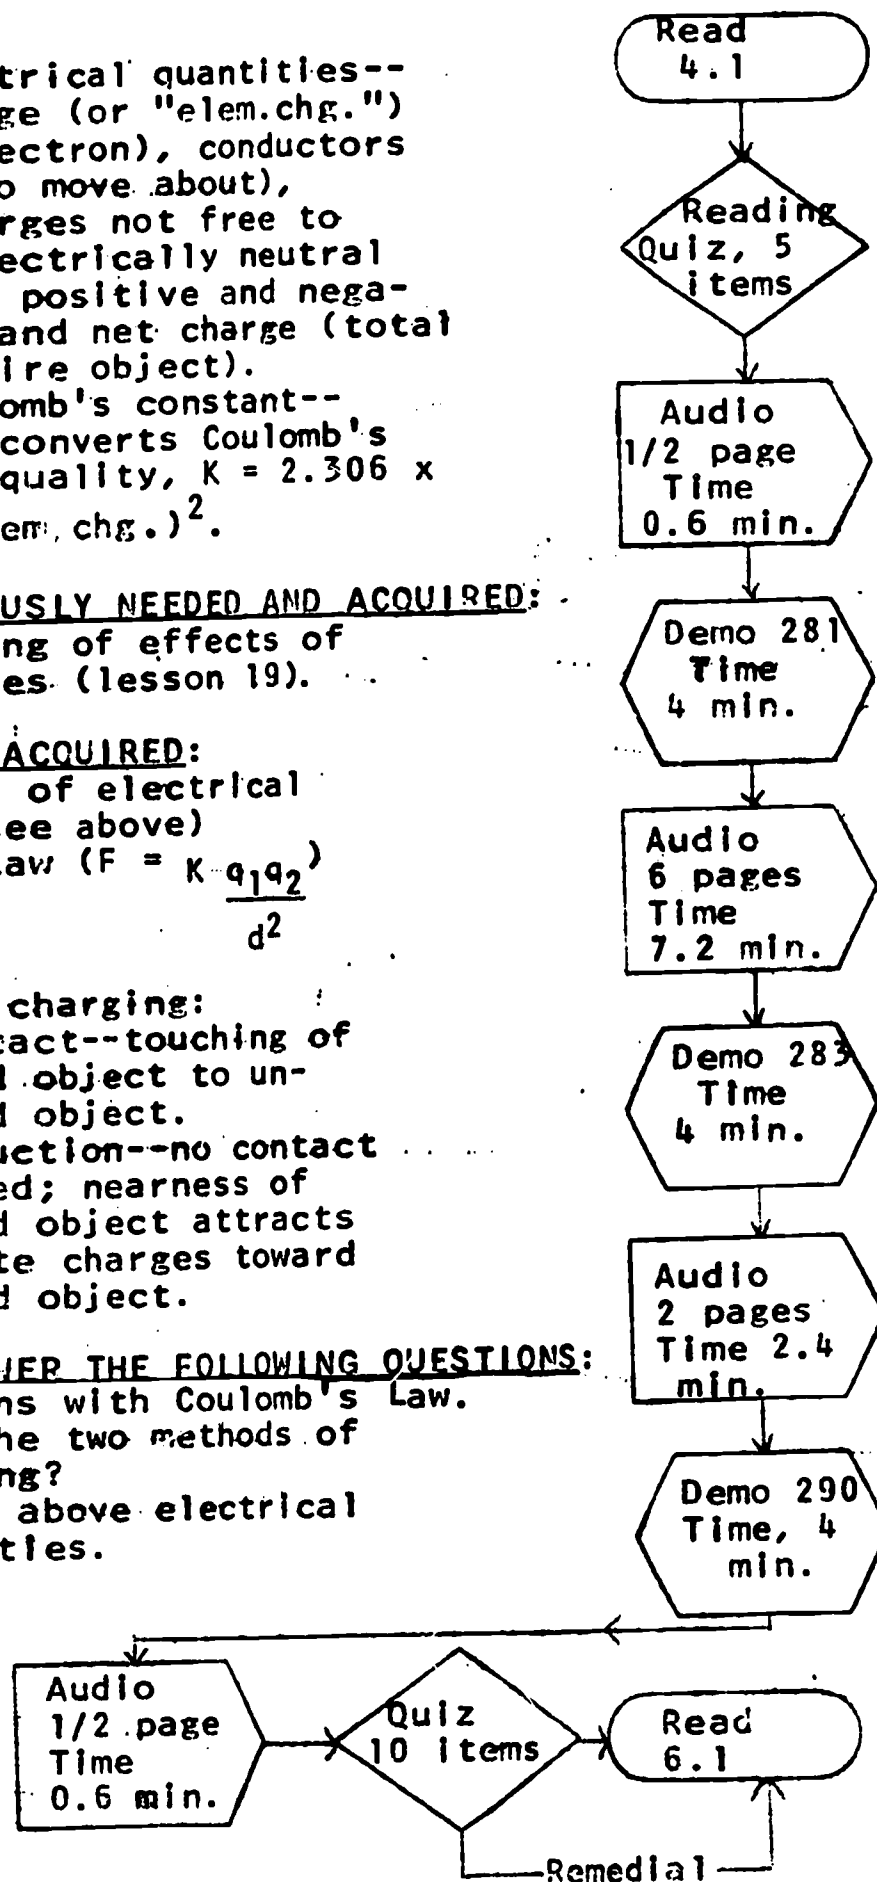 trical quantities--
ge (or "elem.chg.")
ectron), conductors
o move about),
rges not free to
ectrically neutral
positive and nega-
and net charge (total
ire object).
omb's constant--
converts Coulomb's
quality, K = 2.306 x
em, chg.)².
USLY NEEDED AND ACQUIRED:
ng of effects of
es (lesson 19).
ACQUIRED:
of electrical
ee above)
aw (F = K q₁q₂)
d²
charging:
tact--touching of
d object to un-
d object.
uction--no contact
ed; nearness of
d object attracts
te charges toward
d object.
WER THE FOLLOWING QUESTIONS:
ns with Coulomb's Law.
he two methods of
ng?
above electrical
ties.
Read
4.1
Reading
Quiz, 5
items
Audio
1/2 page
Time
0.6 min.
Demo 281
Time
4 min.
Audio
6 pages
Time
7.2 min.
Demo 283
Time
4 min.
Audio
2 pages
Time 2.4
min.
Demo 290
Time, 4
min.
Audio
1/2 page
Time
0.6 min.
Quiz
10 items
Read
6.1
Remedial